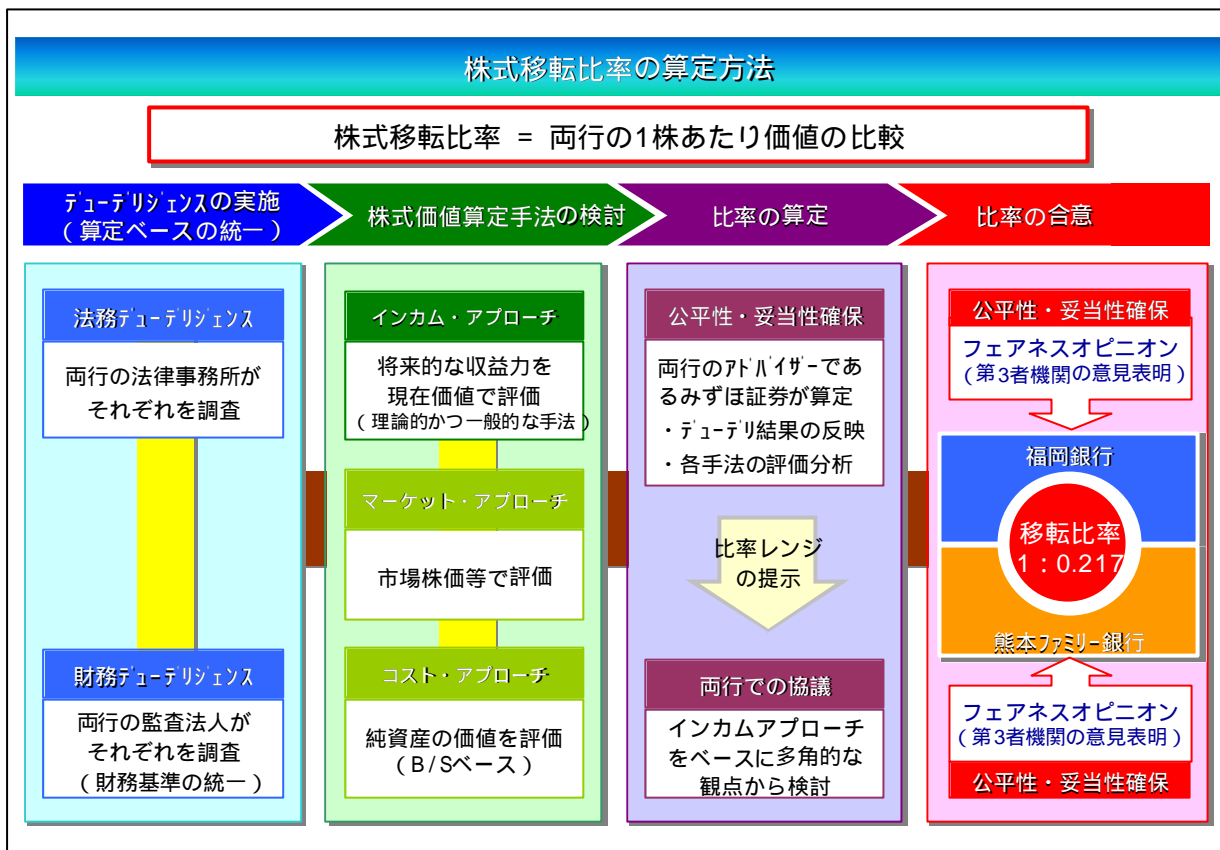 株式移転比率の算定方法
株式移転比率 = 両行の1株あたり価値の比較
ﾃﾞｭｰﾃﾞﾘｼﾞｪﾝｽの実施
(算定ベースの統一)
株式価値算定手法の検討
比率の算定
比率の合意
法務ﾃﾞｭｰﾃﾞﾘｼﾞｪﾝｽ
両行の法律事務所が
それぞれを調査
財務ﾃﾞｭｰﾃﾞﾘｼﾞｪﾝｽ
両行の監査法人が
それぞれを調査
(財務基準の統一)
インカム・アプローチ
将来的な収益力を
現在価値で評価
(理論的かつ一般的な手法)
マーケット・アプローチ
市場株価等で評価
コスト・アプローチ
純資産の価値を評価
(B/Sベース)
公平性・妥当性確保
両行のｱﾄﾞﾊﾞｲｻﾞｰであ
るみずほ証券が算定
・ﾃﾞｭｰﾃﾞﾘ結果の反映
・各手法の評価分析
比率レンジ
の提示
両行での協議
インカムアプローチ
をベースに多角的な
観点から検討
公平性・妥当性確保
フェアネスオピニオン
(第3者機関の意見表明)
福岡銀行
移転比率
1：0.217
熊本ﾌｧﾐﾘｰ銀行
フェアネスオピニオン
(第3者機関の意見表明)
公平性・妥当性確保